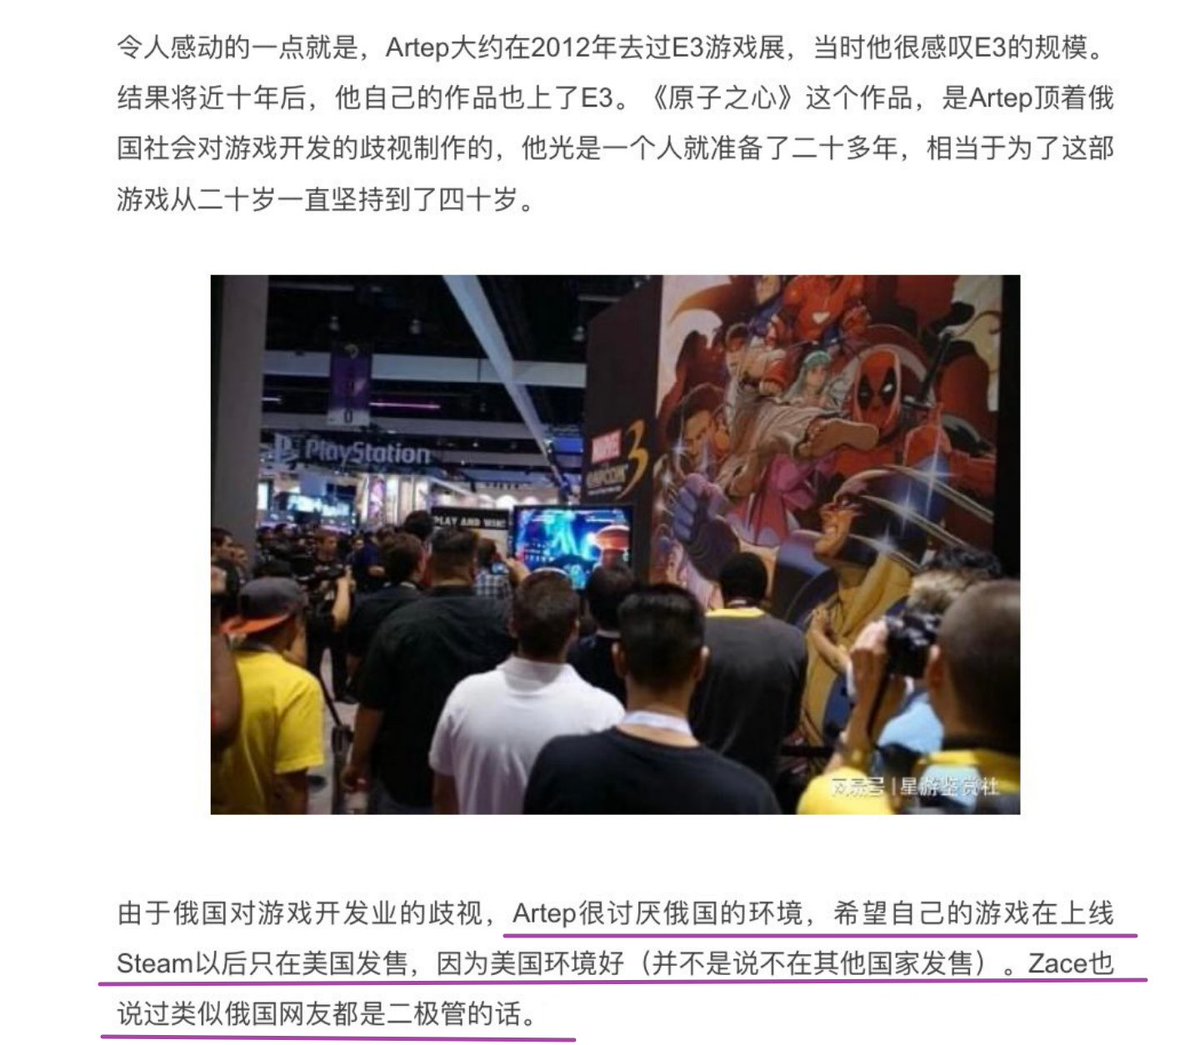 令人感动的一点就是，Artep大约在2012年去过E3游戏展，当时他很感叹E3的规模。
结果将近十年后，他自己的作品也上了E3。《原子之心》这个作品，是Artep顶着俄
国社会对游戏开发的歧视制作的，他光是一个人就准备了二十多年，相当于为了这部
游戏从二十岁一直坚持到了四十岁。
PlayStation
MARVEL
CAPCOM 3
PLAY AND WIN!
网易号 | 星游鉴赏社
由于俄国对游戏开发业的歧视，Artep很讨厌俄国的环境，希望自己的游戏在上线
Steam以后只在美国发售，因为美国环境好（并不是说不在其他国家发售）。Zace也
说过类似俄国网友都是二极管的话。